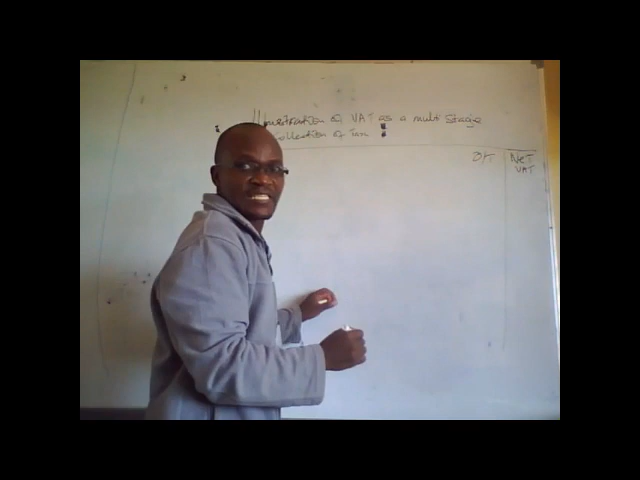 Illustration of VAT as a multi stage
collection of Tax
O/T NET
VAT